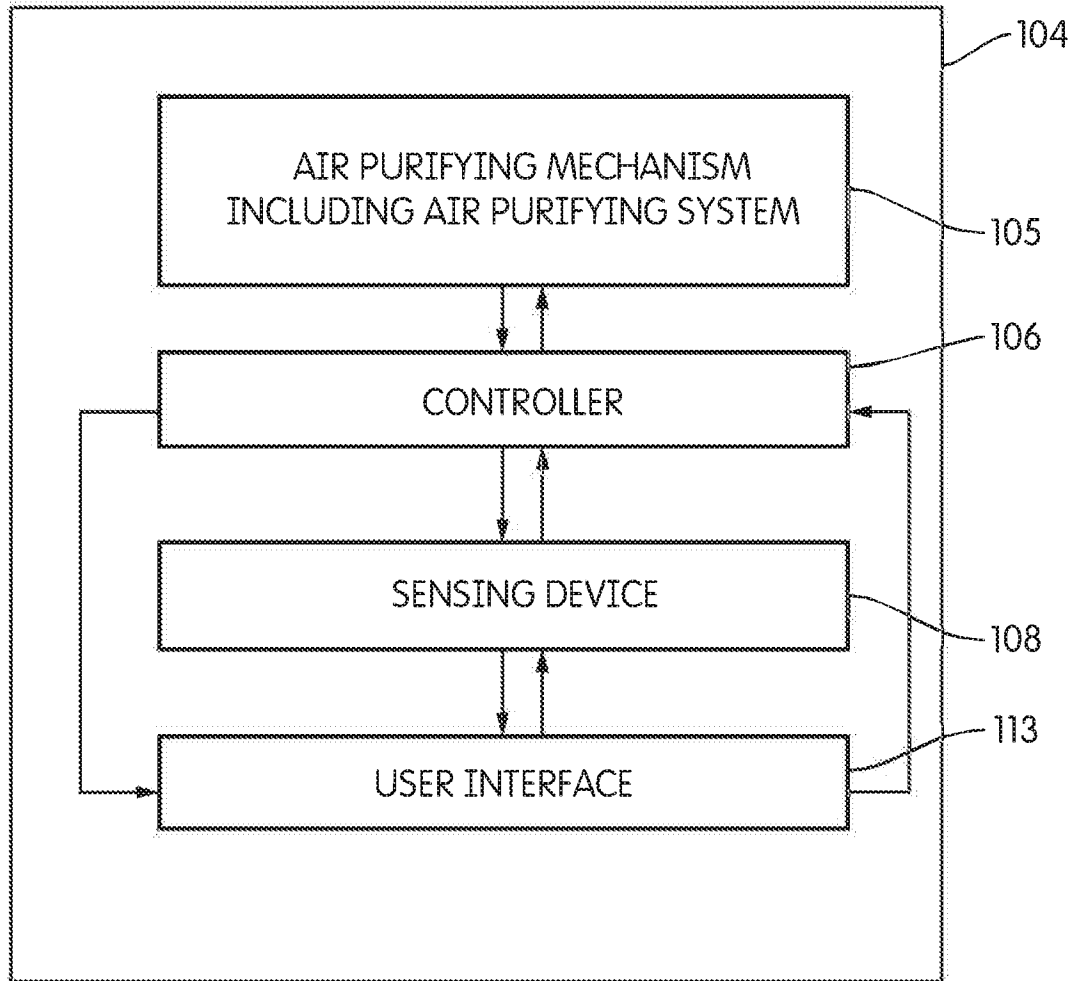 104
AIR PURIFYING MECHANISM
INCLUDING AIR PURIFYING SYSTEM
105
106
CONTROLLER
SENSING DEVICE
108
113
USER INTERFACE